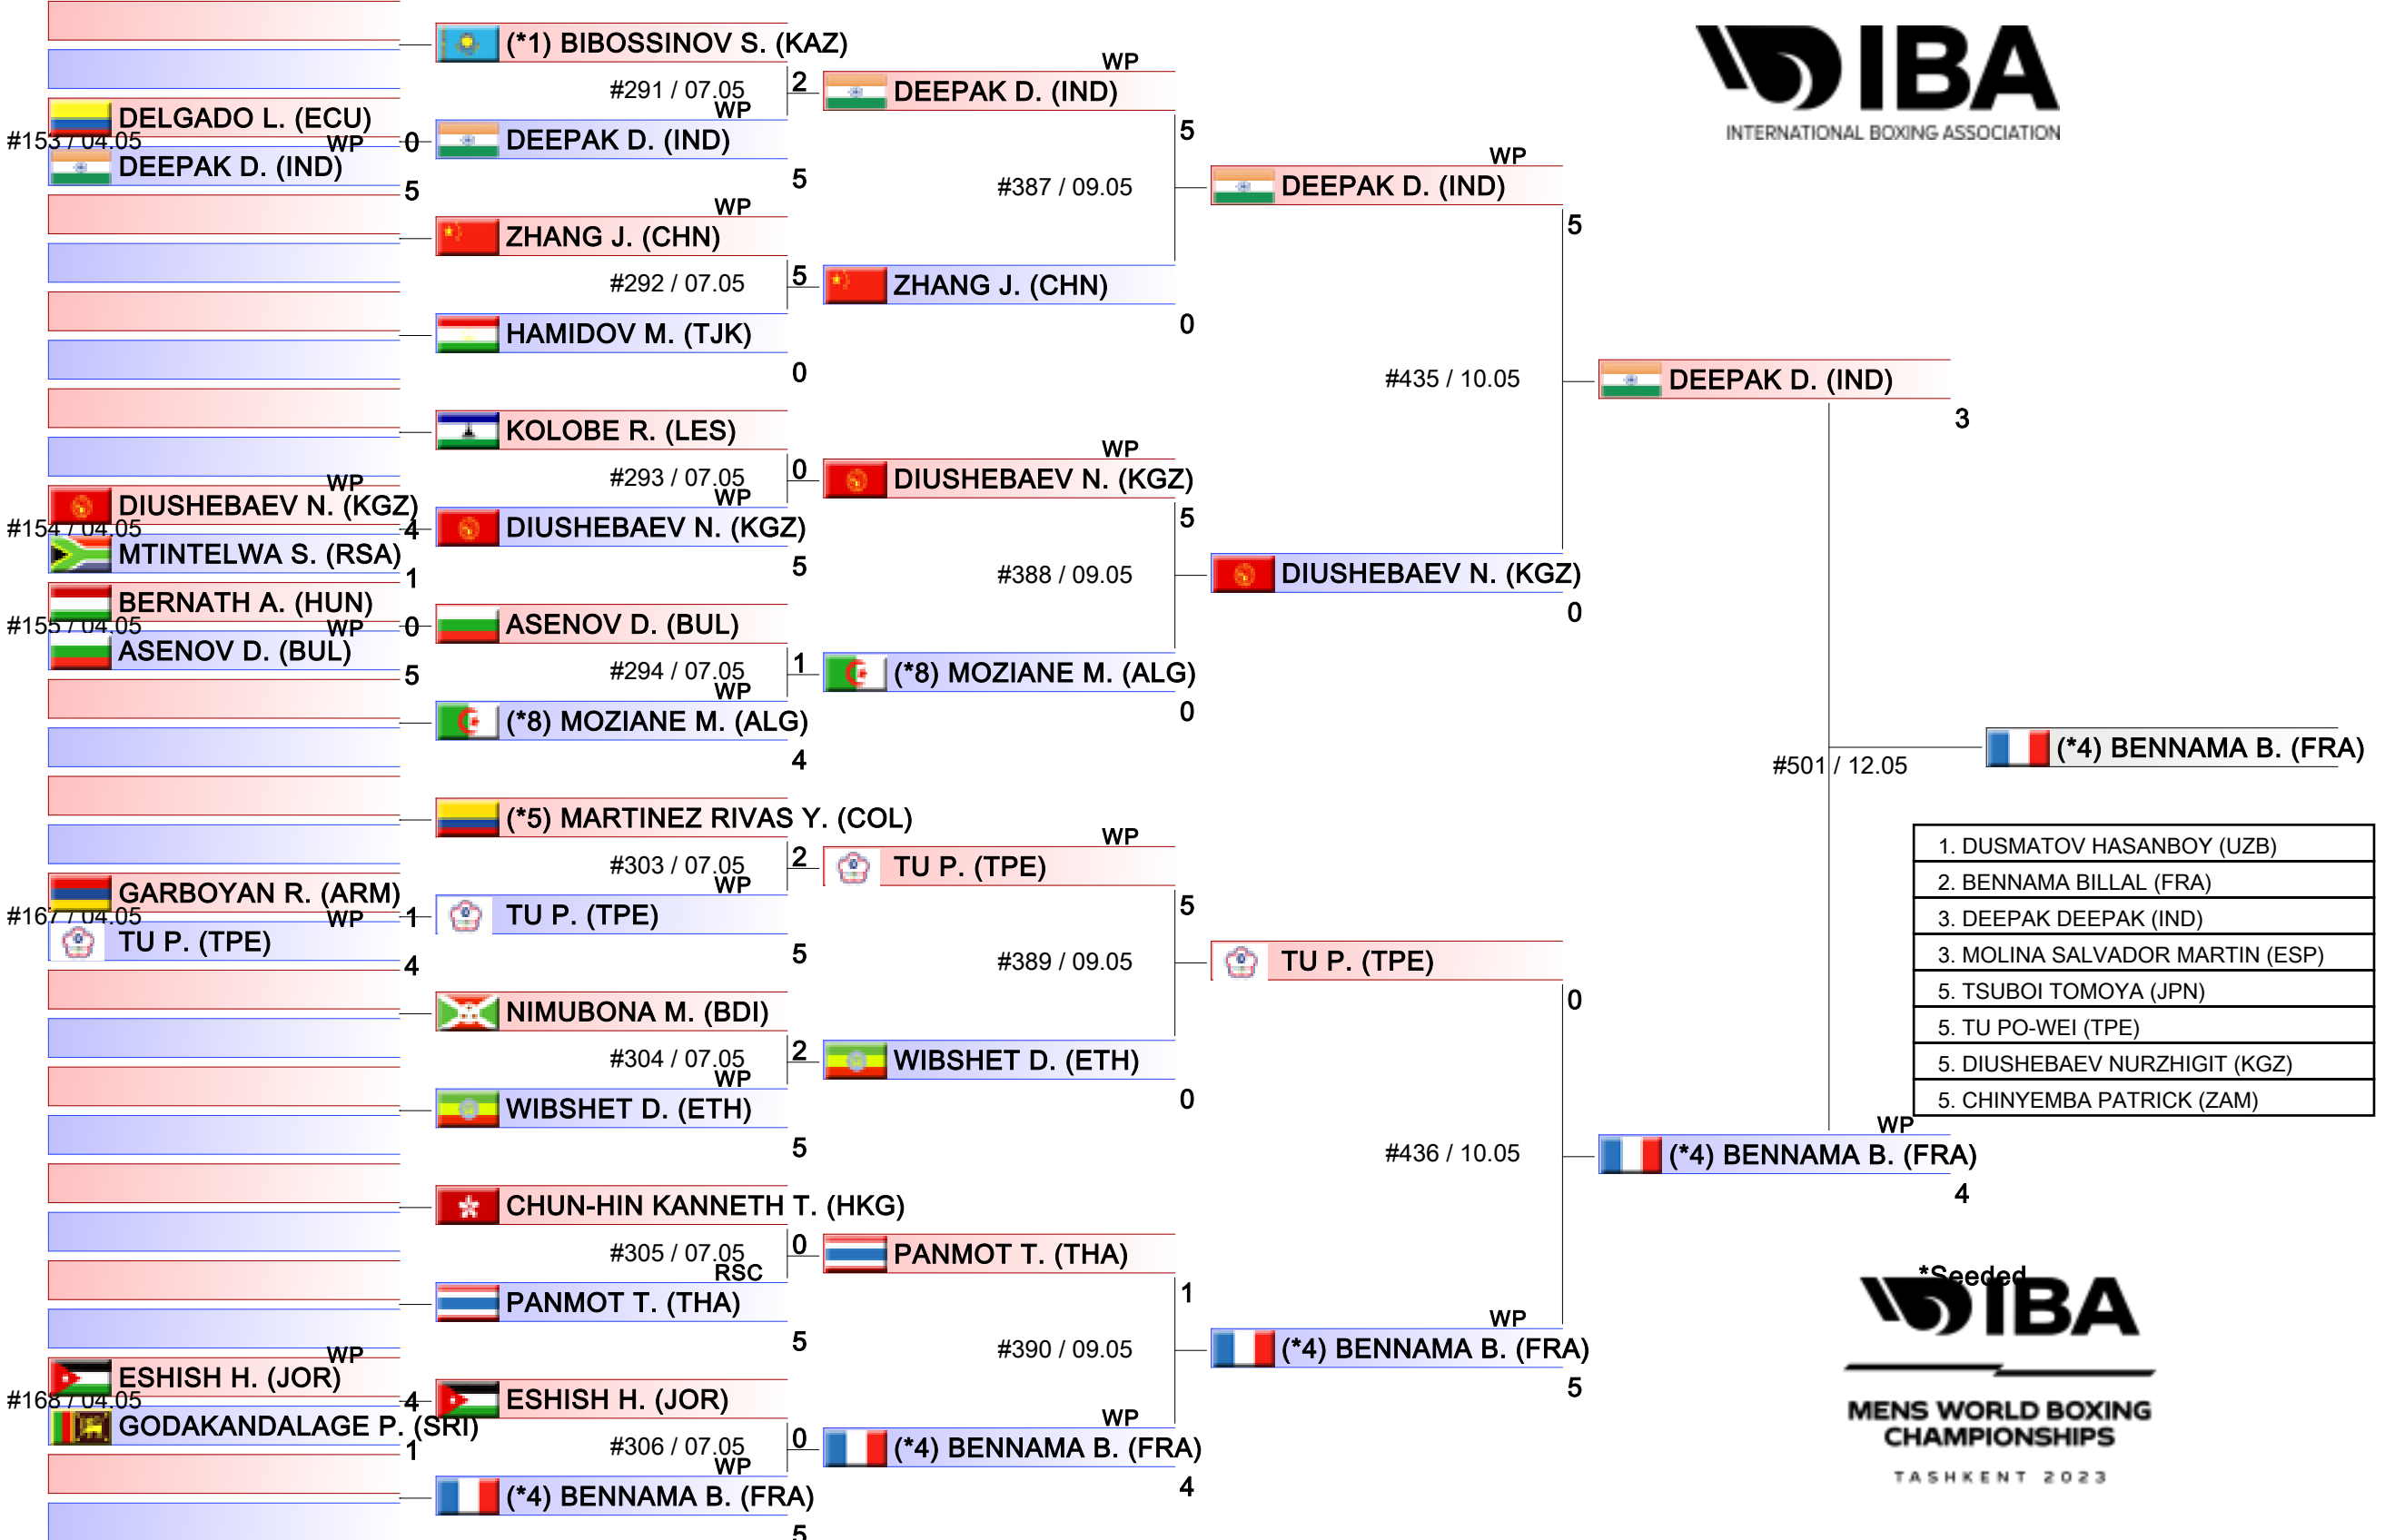 IBA
INTERNATIONAL BOXING ASSOCIATION
DELGADO L. (ECU)
0
#153 / 04.05
WP
DEEPAK D. (IND)
5
WP
DIUSHEBAEV N. (KGZ)
4
#154 / 04.05
MTINTELWA S. (RSA)
1
BERNATH A. (HUN)
0
#155 / 04.05
WP
ASENOV D. (BUL)
5
GARBOYAN R. (ARM)
1
#167 / 04.05
WP
TU P. (TPE)
4
WP
ESHISH H. (JOR)
4
#168 / 04.05
GODAKANDALAGE P. (SRI)
1
(*1) BIBOSSINOV S. (KAZ)
2
#291 / 07.05
WP
DEEPAK D. (IND)
5
WP
ZHANG J. (CHN)
5
#292 / 07.05
HAMIDOV M. (TJK)
0
KOLOBE R. (LES)
0
#293 / 07.05
WP
DIUSHEBAEV N. (KGZ)
5
ASENOV D. (BUL)
1
#294 / 07.05
WP
(*8) MOZIANE M. (ALG)
4
(*5) MARTINEZ RIVAS Y. (COL)
2
#303 / 07.05
WP
TU P. (TPE)
5
NIMUBONA M. (BDI)
2
#304 / 07.05
WP
WIBSHET D. (ETH)
5
CHUN-HIN KANNETH T. (HKG)
0
#305 / 07.05
RSC
PANMOT T. (THA)
5
ESHISH H. (JOR)
0
#306 / 07.05
WP
(*4) BENNAMA B. (FRA)
5
WP
DEEPAK D. (IND)
5
#387 / 09.05
ZHANG J. (CHN)
0
WP
DIUSHEBAEV N. (KGZ)
5
#388 / 09.05
(*8) MOZIANE M. (ALG)
0
WP
TU P. (TPE)
5
#389 / 09.05
WIBSHET D. (ETH)
0
PANMOT T. (THA)
1
#390 / 09.05
WP
(*4) BENNAMA B. (FRA)
4
WP
DEEPAK D. (IND)
5
#435 / 10.05
DIUSHEBAEV N. (KGZ)
0
TU P. (TPE)
0
#436 / 10.05
WP
(*4) BENNAMA B. (FRA)
5
DEEPAK D. (IND)
3
#501 / 12.05
WP
(*4) BENNAMA B. (FRA)
4
(*4) BENNAMA B. (FRA)
1. DUSMATOV HASANBOY (UZB)
2. BENNAMA BILLAL (FRA)
3. DEEPAK DEEPAK (IND)
3. MOLINA SALVADOR MARTIN (ESP)
5. TSUBOI TOMOYA (JPN)
5. TU PO-WEI (TPE)
5. DIUSHEBAEV NURZHIGIT (KGZ)
5. CHINYEMBA PATRICK (ZAM)
*Seeded
IBA
MENS WORLD BOXING
CHAMPIONSHIPS
TASHKENT 2023